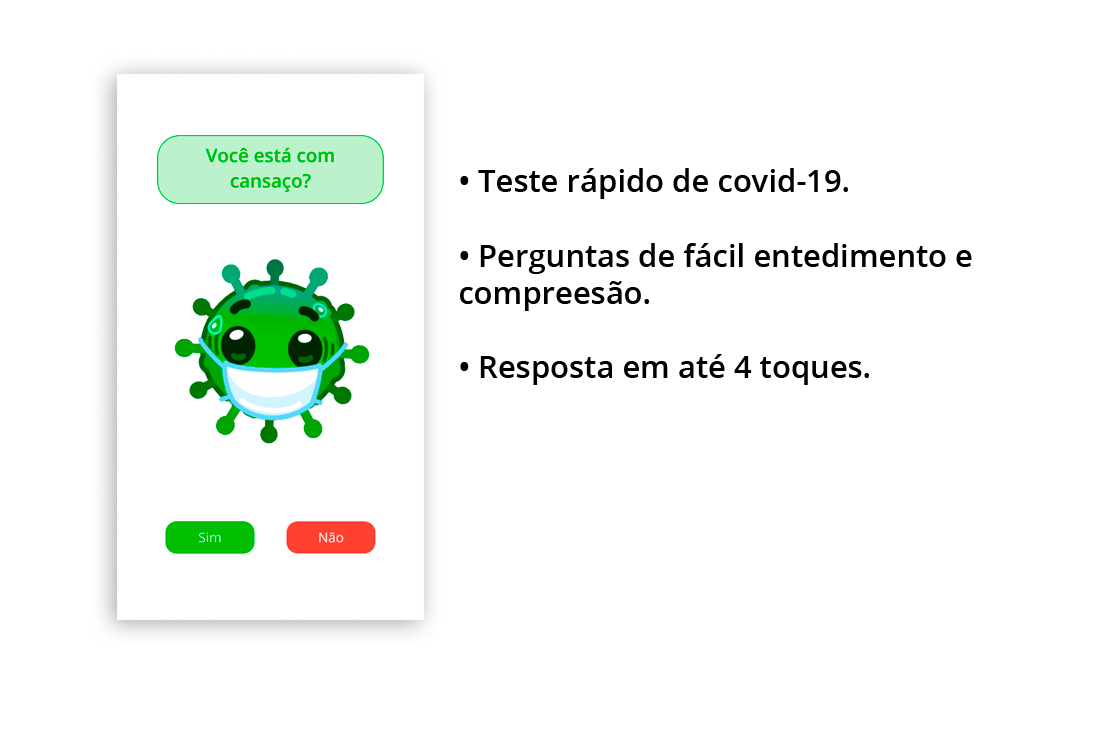 Você está com
cansaço?
Sim
Não
• Teste rápido de covid-19.
• Perguntas de fácil entedimento e
compreesão.
• Resposta em até 4 toques.